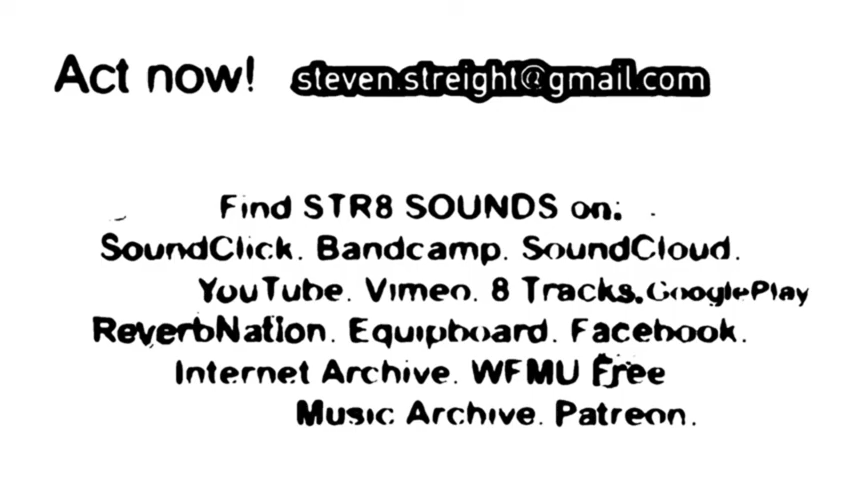 Act now! steven.streight@gmail.com
Find STR8 SOUNDS on:
SoundClick. Bandcamp. SoundCloud.
YouTube. Vimeo. 8 Tracks. GooglePlay
ReverbNation. Equipboard. Facebook.
Internet Archive. WFMU Free
Music Archive. Patreon.